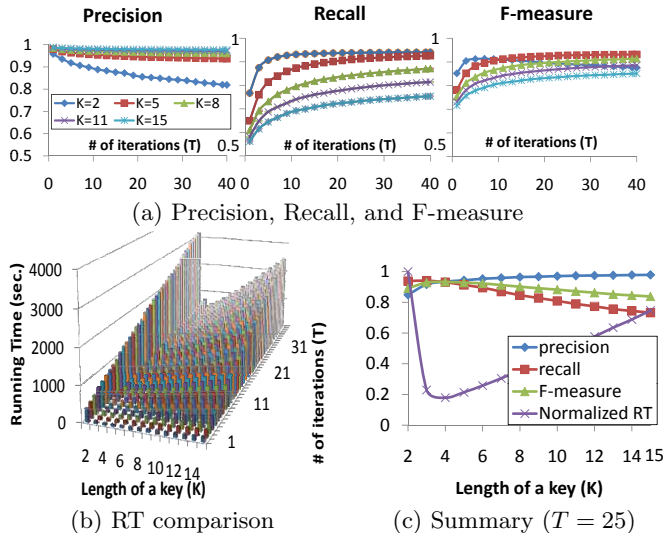 Precision
Recall
F-measure
1
0.9
0.8
0.7
0.6
0.5
K=2
K=5
K=8
K=11
K=15
# of iterations (T)
0 10 20 30 40
0.5
# of iterations (T)
0 10 20 30 40
0.5
# of iterations (T)
0 10 20 30 40
(a) Precision, Recall, and F-measure
Running Time (sec.)
4000
3000
2000
1000
0
2 4 6 8 10 12 14
Length of a key (K)
1 11 21 31
# of iterations (T)
(b) RT comparison
1
0.8
0.6
0.4
0.2
0
precision
recall
F-measure
Normalized RT
2 4 6 8 10 12 14 15
Length of a key (K)
(c) Summary (T = 25)